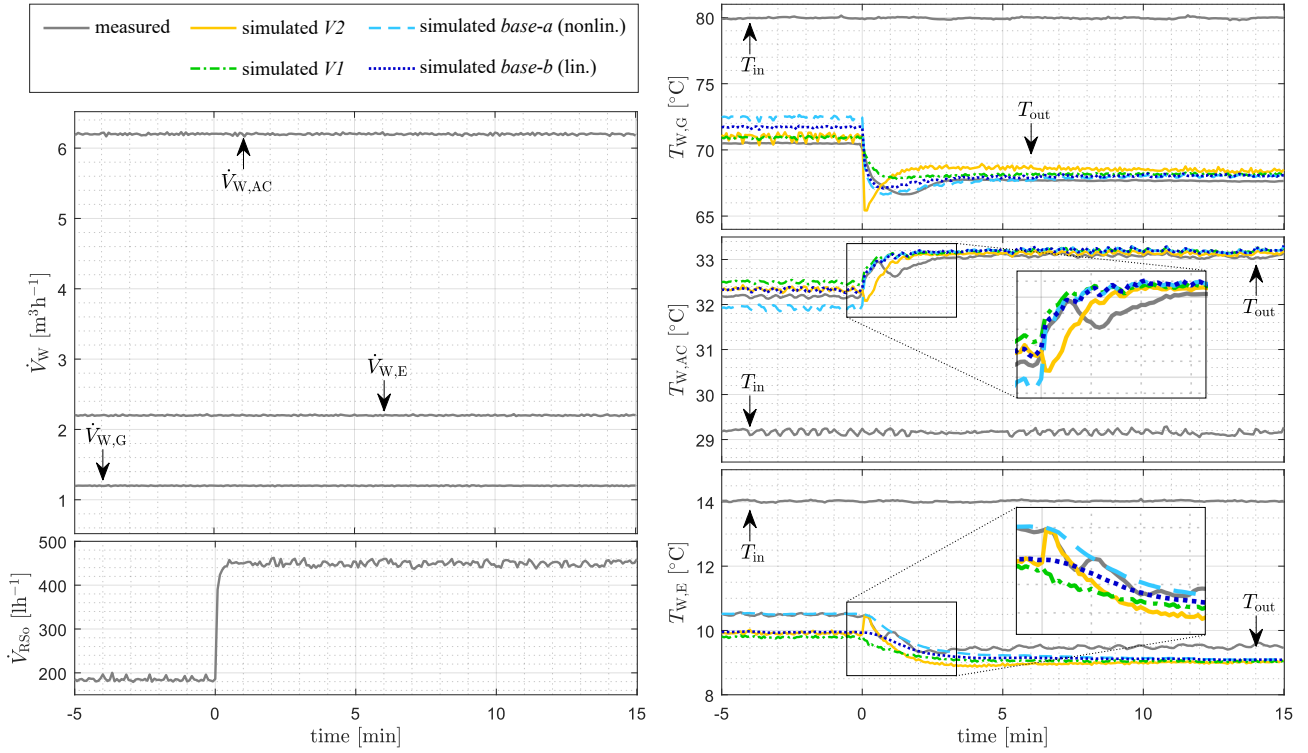 measured
simulated V2
simulated base-a (nonlin.)
simulated V1
simulated base-b (lin.)
V̇W [m³h⁻¹]
6
5
4
3
2
1
V̇W,AC
V̇W,E
V̇W,G
V̇RSo [lh⁻¹]
500
400
300
200
100
-5
0
5
10
15
time [min]
TW,G [°C]
80
75
70
65
Tin
Tout
TW,AC [°C]
33
32
31
30
29
Tin
Tout
TW,E [°C]
14
12
10
8
Tin
Tout
-5
0
5
10
15
time [min]